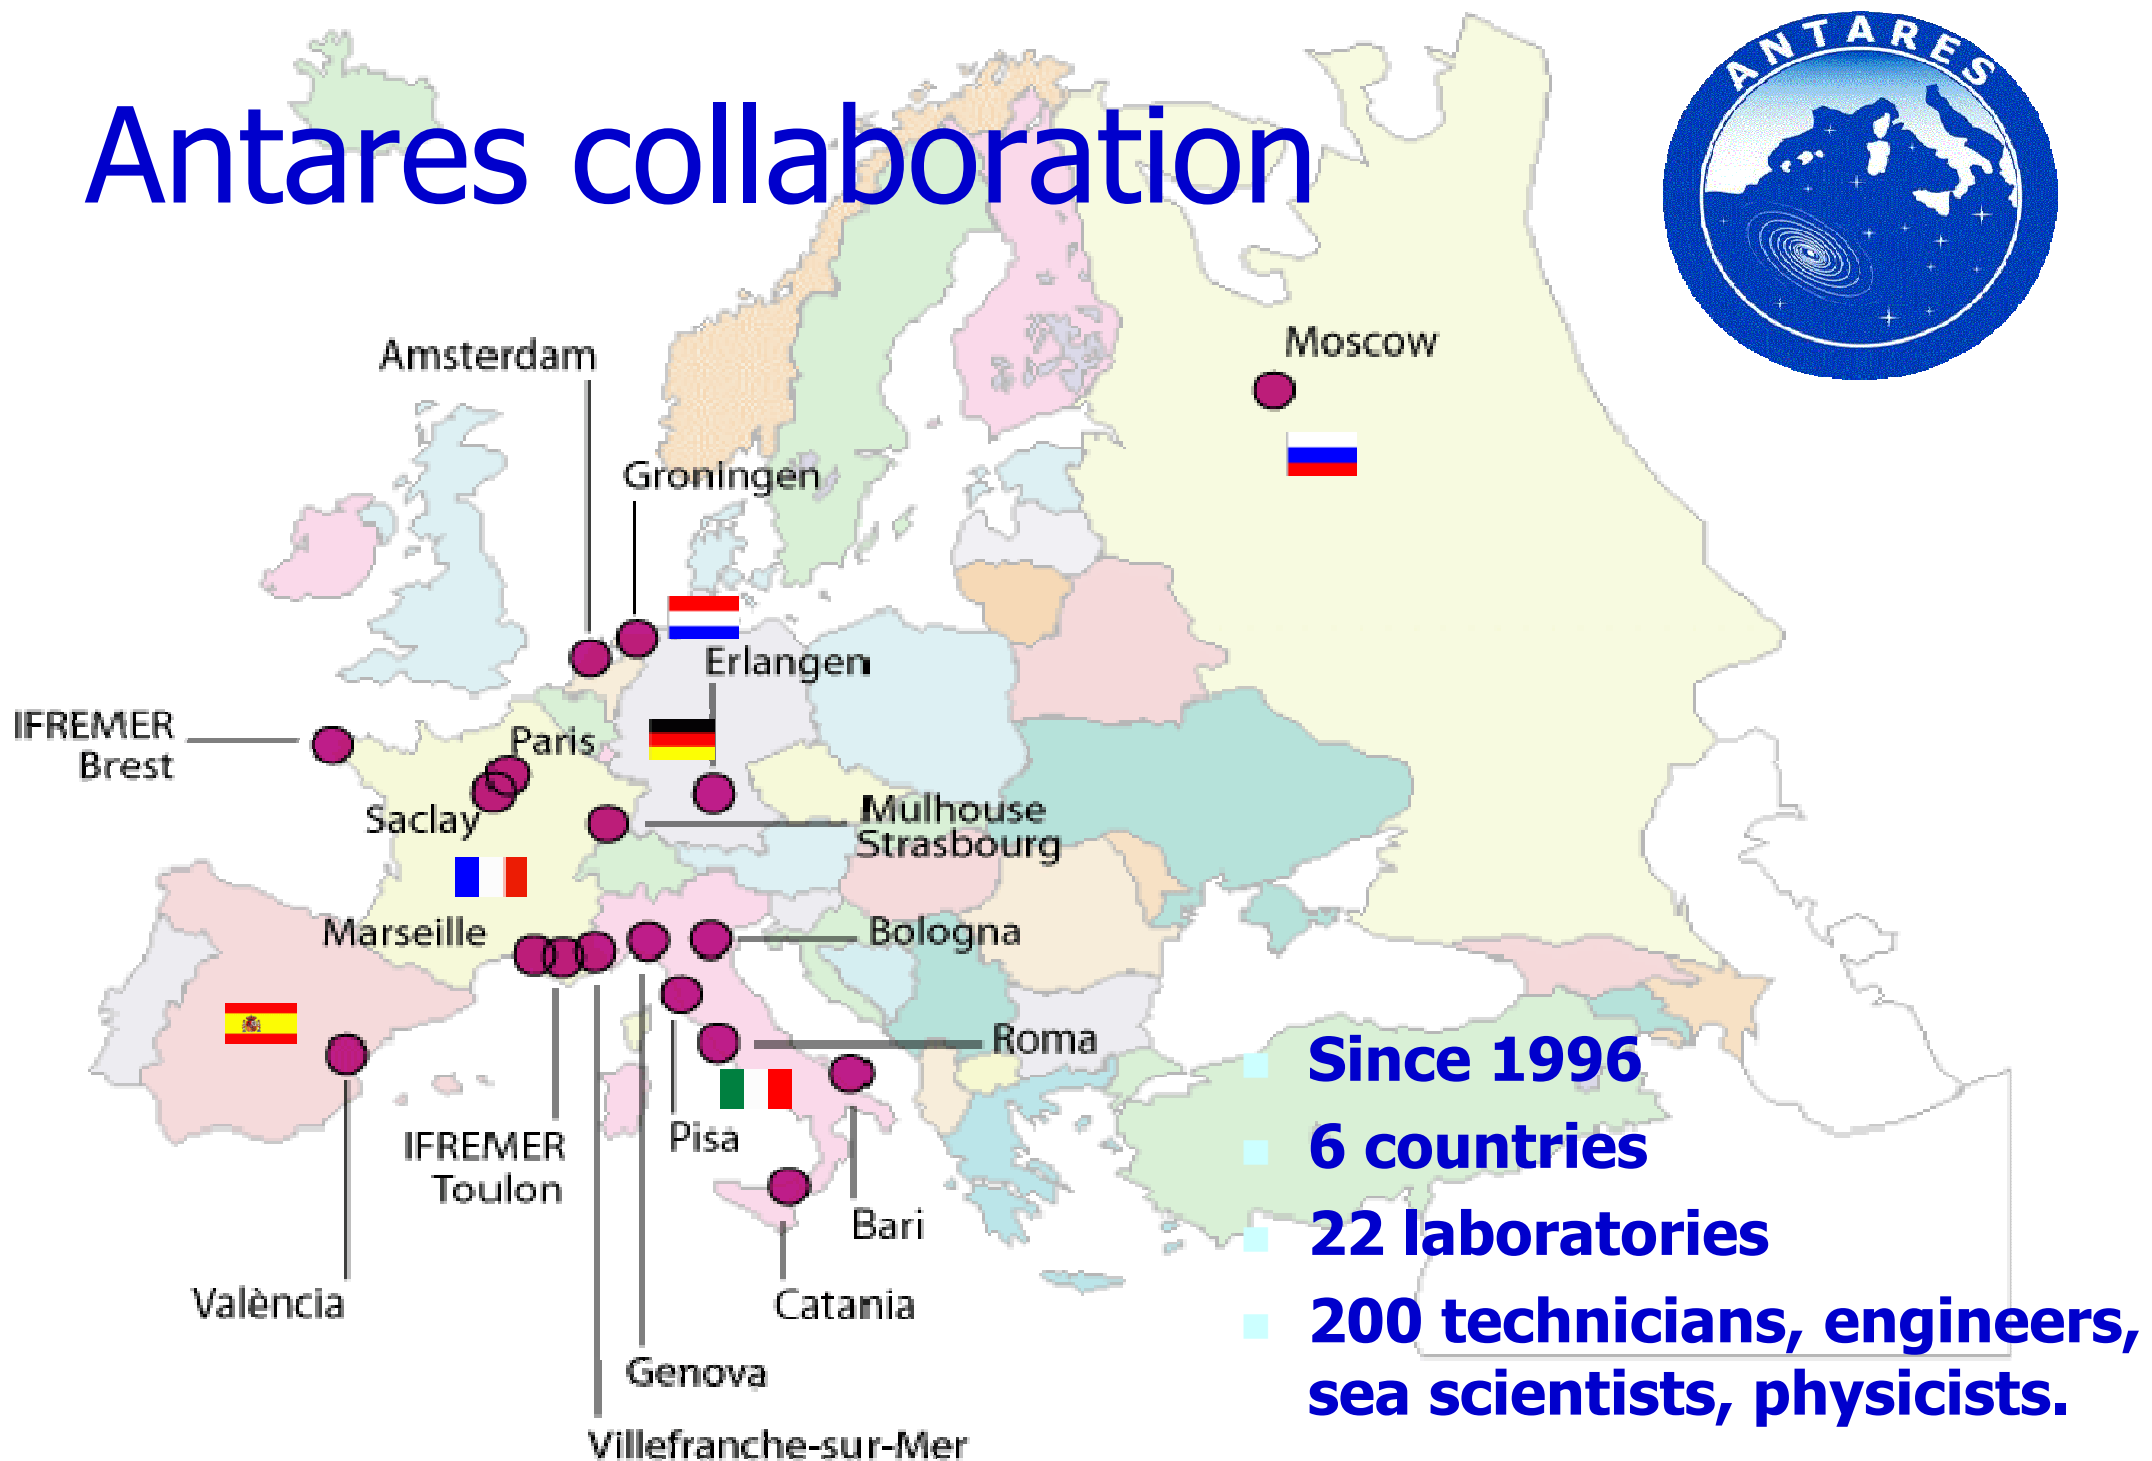 ANTARES
Antares collaboration
Moscow
Amsterdam
Groningen
Erlangen
IFREMER
Brest
Paris
Saclay
Mulhouse
Strasbourg
Marseille
Bologna
Roma
Pisa
IFREMER
Toulon
Bari
València
Catania
Genova
Villefranche-sur-Mer
Since 1996
6 countries
22 laboratories
200 technicians, engineers,
sea scientists, physicists.